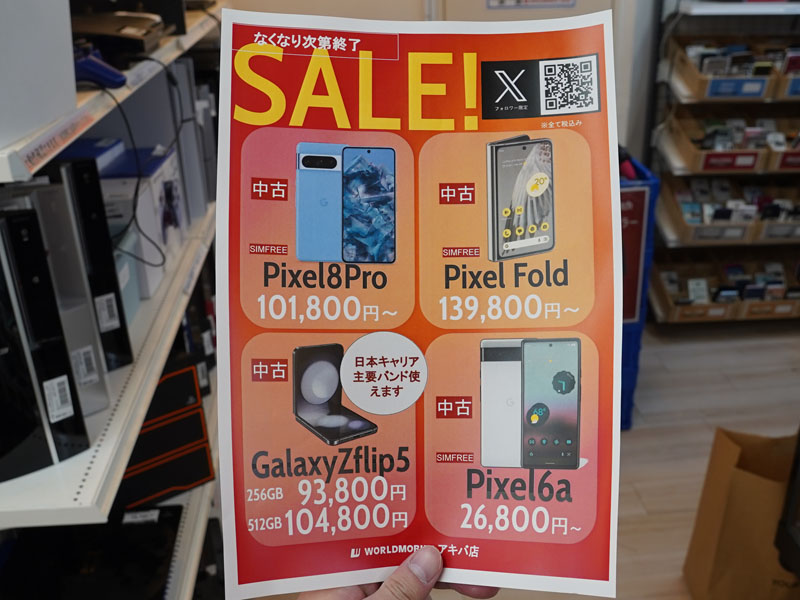 なくなり次第終了
SALE!
X
フォロワー限定
※全て税込み
中古
SIMFREE
Pixel8Pro
101,800円～
中古
SIMFREE
Pixel Fold
139,800円～
中古
日本キャリア
主要バンド使
えます
GalaxyZflip5
256GB 93,800円
512GB 104,800円
中古
SIMFREE
Pixel6a
26,800円～
WORLDMOBI アキバ店